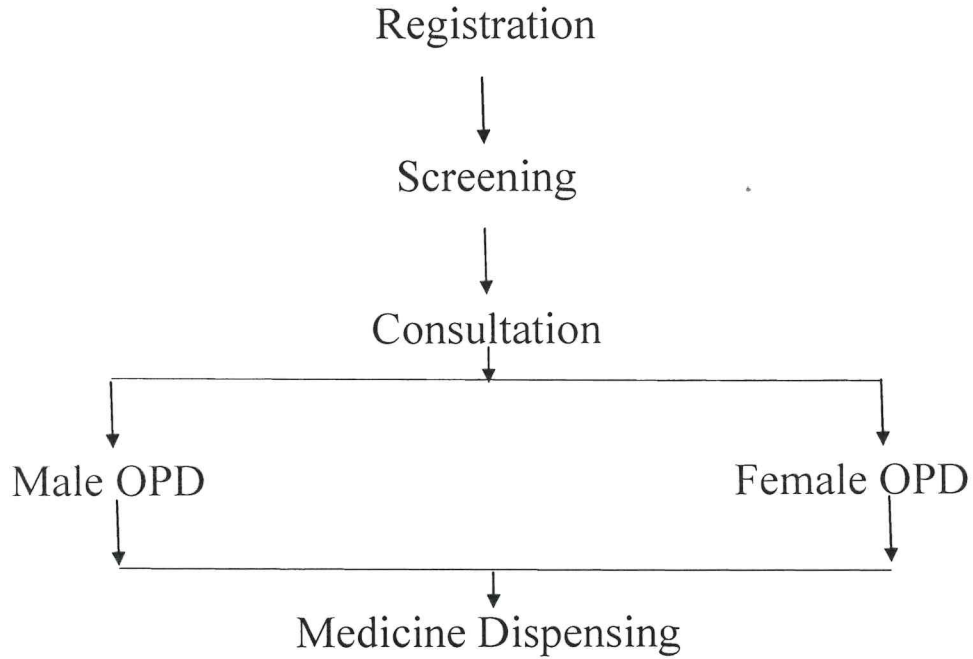 Registration
Screening
Consultation
Male OPD
Female OPD
Medicine Dispensing